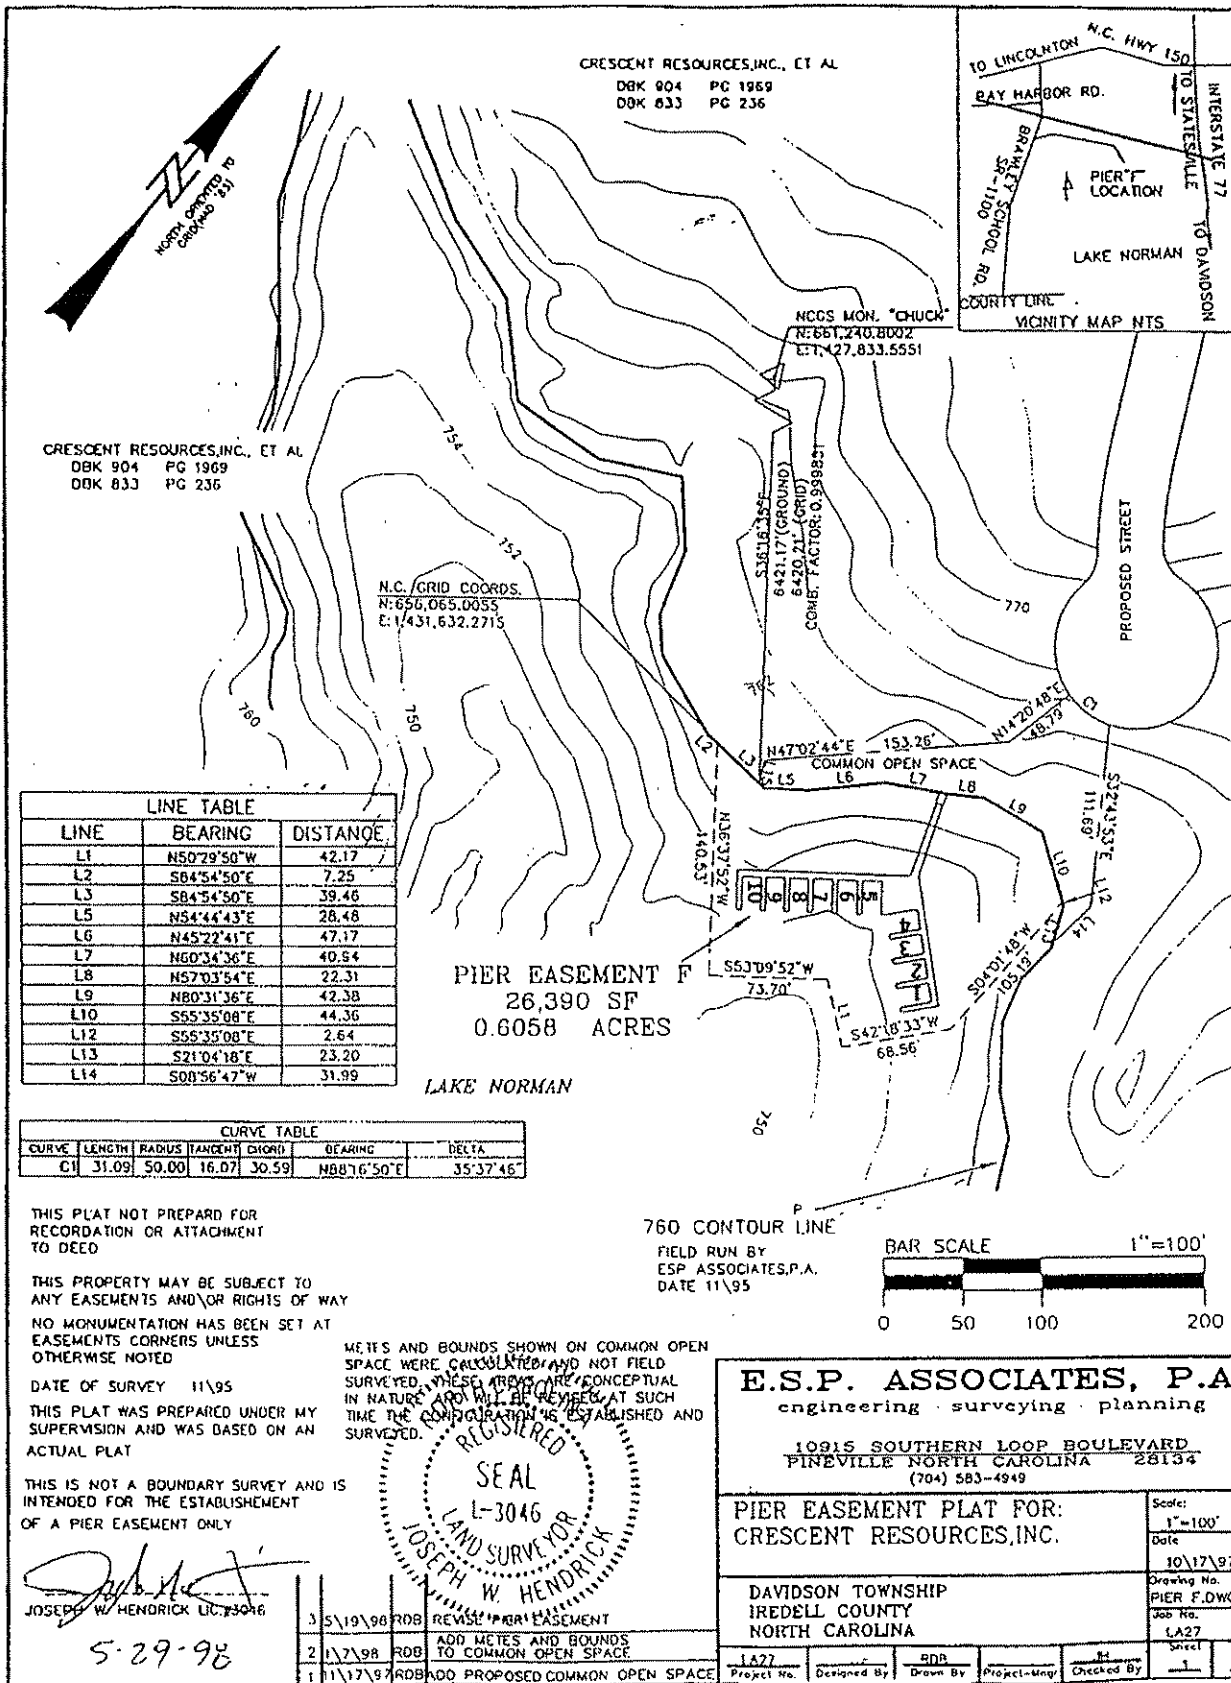 CRESCENT RESOURCES,INC., ET AL
DBK 904 PG 1969
DBK 833 PG 236
TO LINCOLNTON N.C. HWY 150
BAY HARBOR RD.
TO STATESVILLE
INTERSTATE 77
BRAWLEY SCHOOL RD.
SR-1100
PIER "F"
LOCATION
LAKE NORMAN
TO DAVIDSON
COUNTY LINE
VICINITY MAP NTS
NORTH ORIENTED TO
GRID(NAD '83)
NCGS MON. "CHUCK"
N:661,240.8002
E:1,427,833.5551
CRESCENT RESOURCES,INC., ET AL
DBK 904 PG 1969
DBK 833 PG 236
754
752
S36°16'35"E
6421.17'(GROUND)
6420.21' (GRID)
COMB. FACTOR:0.999851
PROPOSED STREET
N.C. GRID COORDS.
N:656,065.0055
E:1,431,632.2715
770
762
760
750
N14°20'48"E
48.79'
C1
L2
L3
N47°02'44"E 153.26'
COMMON OPEN SPACE
L5 L6 L7 L8
L9
L10
L12
L13
L14
S32°43'53"E
111.69'
N36°37'52"W
140.53'
10 9 8 7 6 5
4
3
2
1
PIER EASEMENT F
26,390 SF
0.6058 ACRES
S53°09'52"W
73.70'
L1
S42°18'33"W
68.56'
S04°01'48"W
105.19'
LAKE NORMAN
750
LINE TABLE
LINE BEARING DISTANCE
L1 N50°29'50"W 42.17
L2 S84°54'50"E 7.25
L3 S84°54'50"E 39.46
L5 N54°44'43"E 28.48
L6 N45°22'41"E 47.17
L7 N60°34'36"E 40.94
L8 N57°03'54"E 22.31
L9 N80°31'36"E 42.38
L10 S55°35'08"E 44.36
L12 S55°35'08"E 2.64
L13 S21°04'18"E 23.20
L14 S08°56'47"W 31.99
CURVE TABLE
CURVE LENGTH RADIUS TANGENT CHORD BEARING DELTA
C1 31.09 50.00 16.07 30.59 N88°16'50"E 35°37'46"
P
760 CONTOUR LINE
FIELD RUN BY
ESP ASSOCIATES,P.A.
DATE 11\95
BAR SCALE 1"=100'
0 50 100 200
THIS PLAT NOT PREPARD FOR
RECORDATION OR ATTACHMENT
TO DEED
THIS PROPERTY MAY BE SUBJECT TO
ANY EASEMENTS AND\OR RIGHTS OF WAY
NO MONUMENTATION HAS BEEN SET AT
EASEMENTS CORNERS UNLESS
OTHERWISE NOTED
DATE OF SURVEY 11\95
THIS PLAT WAS PREPARED UNDER MY
SUPERVISION AND WAS BASED ON AN
ACTUAL PLAT
THIS IS NOT A BOUNDARY SURVEY AND IS
INTENDED FOR THE ESTABLISHEMENT
OF A PIER EASEMENT ONLY
METES AND BOUNDS SHOWN ON COMMON OPEN
SPACE WERE CALCULATED AND NOT FIELD
SURVEYED. THESE AREAS ARE CONCEPTUAL
IN NATURE AND WILL BE REVISED AT SUCH
TIME THE CONFIGURATION IS ESTABLISHED AND
SURVEYED.
NORTH CAROLINA
REGISTERED
SEAL
L-3046
LAND SURVEYOR
JOSEPH W. HENDRICK
JOSEPH W. HENDRICK LIC.#3046
5-29-98
3 5/19\98 RDB REVISE PIER EASEMENT
2 1\7\98 RDB ADD METES AND BOUNDS
TO COMMON OPEN SPACE
1 11\17\97 RDB ADD PROPOSED COMMON OPEN SPACE
E.S.P. ASSOCIATES, P.A
engineering · surveying · planning
10915 SOUTHERN LOOP BOULEVARD
PINEVILLE NORTH CAROLINA 28134
(704) 583-4949
PIER EASEMENT PLAT FOR:
CRESCENT RESOURCES,INC.
Scale:
1"=100'
Date
10\17\97
DAVIDSON TOWNSHIP
IREDELL COUNTY
NORTH CAROLINA
Drawing No.
PIER F.DWG
Job No.
LA27
Sheet
1
LA27 RDB
Project No. Designed By Drawn By Project-Mngr Checked By